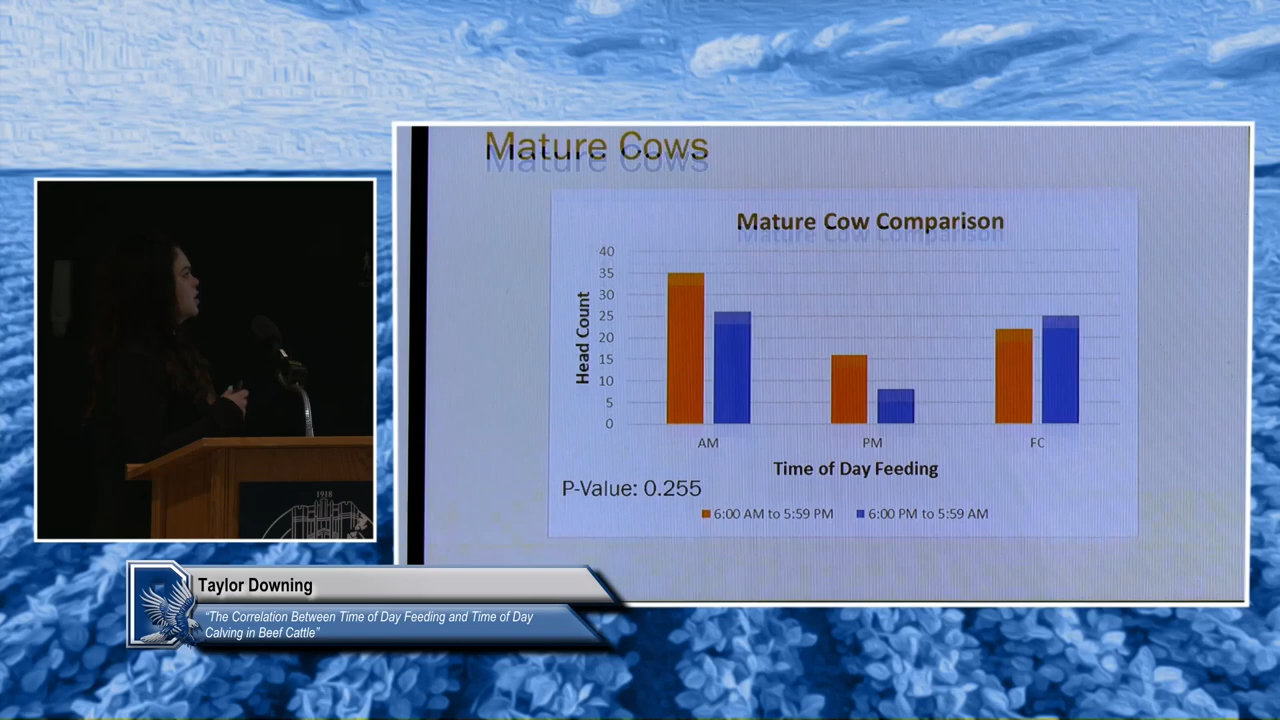 Mature Cows
Mature Cow Comparison
40
35
30
25
20
15
10
5
0
Head Count
AM
PM
FC
Time of Day Feeding
P-Value: 0.255
6:00 AM to 5:59 PM
6:00 PM to 5:59 AM
1918
Taylor Downing
"The Correlation Between Time of Day Feeding and Time of Day
Calving in Beef Cattle"